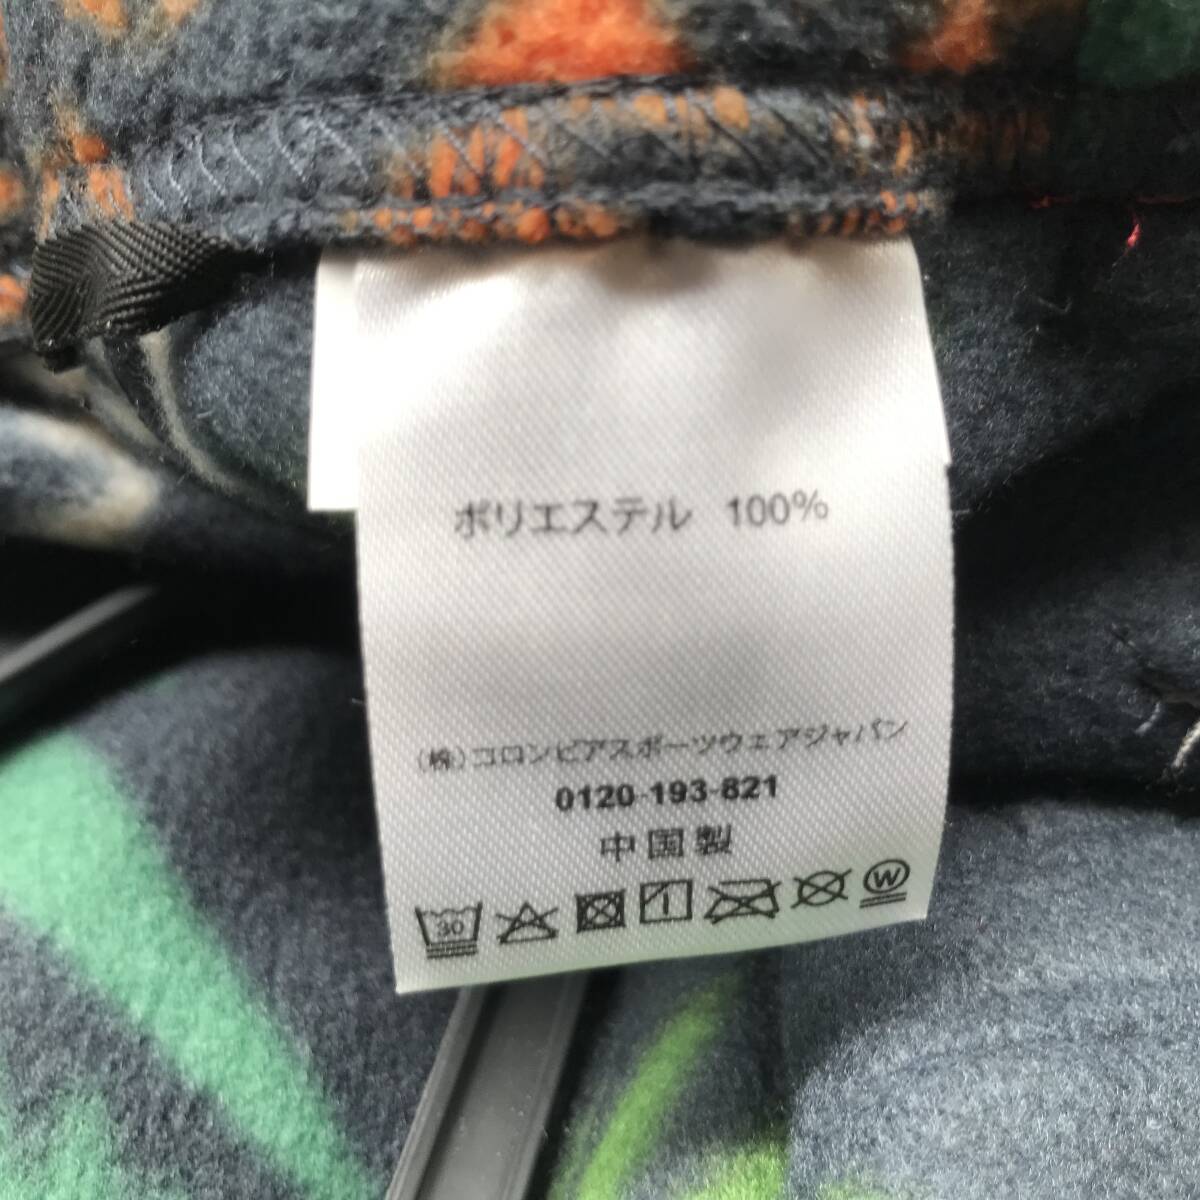 ポリエステル 100%
(株)コロンビアスポーツウェアジャパン
0120-193-821
中国製
30 W